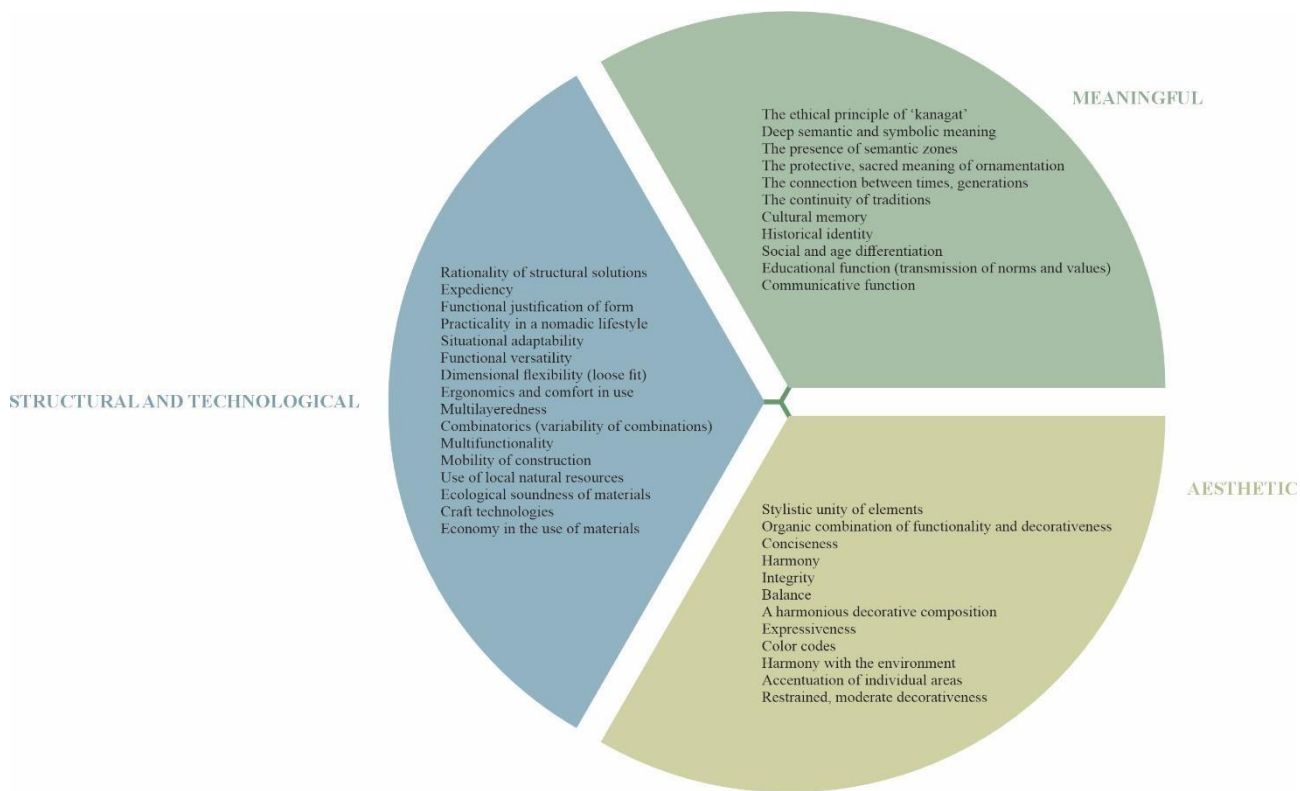 MEANINGFUL
The ethical principle of ‘kanagat’
Deep semantic and symbolic meaning
The presence of semantic zones
The protective, sacred meaning of ornamentation
The connection between times, generations
The continuity of traditions
Cultural memory
Historical identity
Social and age differentiation
Educational function (transmission of norms and values)
Communicative function
STRUCTURAL AND TECHNOLOGICAL
Rationality of structural solutions
Expediency
Functional justification of form
Practicality in a nomadic lifestyle
Situational adaptability
Functional versatility
Dimensional flexibility (loose fit)
Ergonomics and comfort in use
Multilayeredness
Combinatorics (variability of combinations)
Multifunctionality
Mobility of construction
Use of local natural resources
Ecological soundness of materials
Craft technologies
Economy in the use of materials
AESTHETIC
Stylistic unity of elements
Organic combination of functionality and decorativeness
Conciseness
Harmony
Integrity
Balance
A harmonious decorative composition
Expressiveness
Color codes
Harmony with the environment
Accentuation of individual areas
Restrained, moderate decorativeness